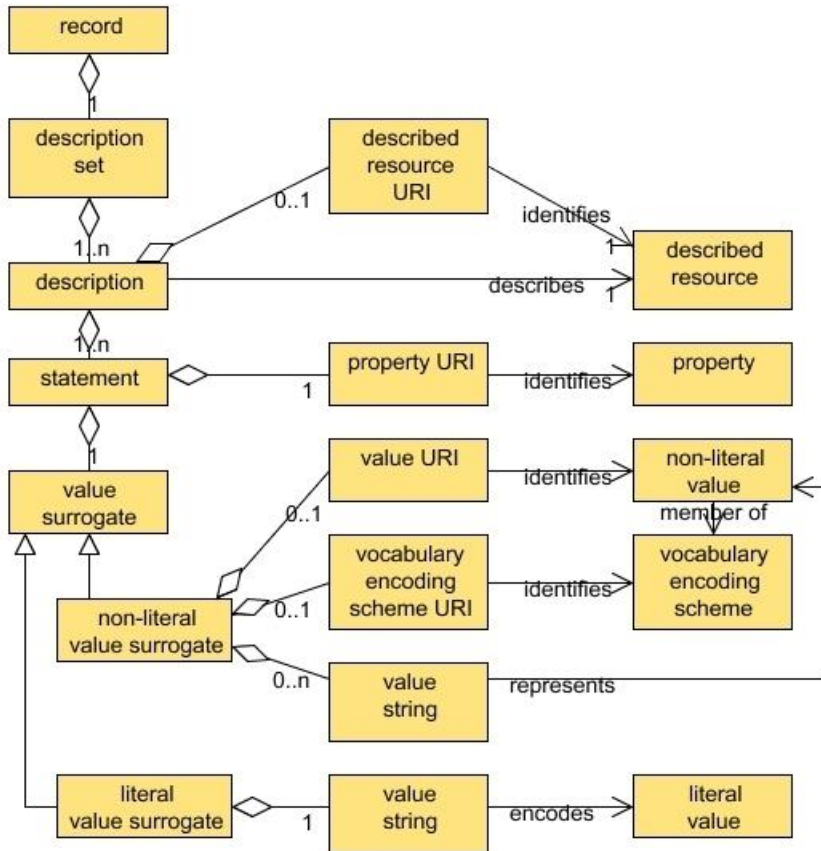 record
1
description
set
described
resource
URI
0..1
identifies
1..n
1
description
describes
1
described
resource
1..n
statement
1
property URI
identifies
property
1
value
surrogate
value URI
identifies
non-literal
value
0..1
member of
non-literal
value surrogate
0..1
vocabulary
encoding
scheme URI
identifies
vocabulary
encoding
scheme
0..n
value
string
represents
literal
value surrogate
1
value
string
encodes
literal
value